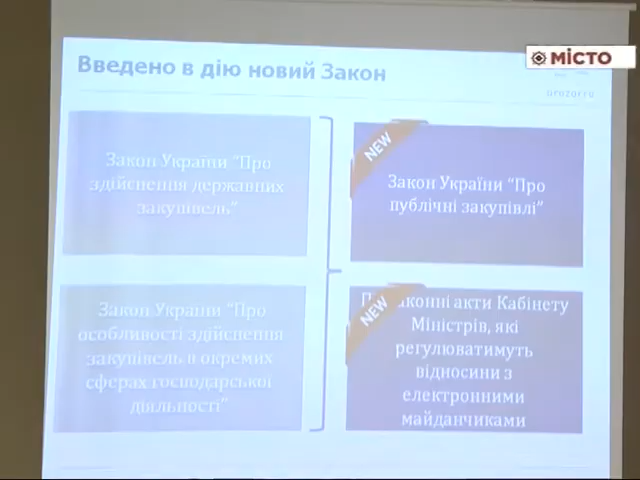 МІСТО
Введено в дію новий Закон
prozorro
Закон України “Про
здійснення державних
закупівель”
NEW
Закон України “Про
публічні закупівлі”
Закон України “Про
особливості здійснення
закупівель в окремих
сферах господарської
діяльності”
NEW
акти Кабінету
Міністрів, які
регулюватимуть
відносини з
електронними
майданчиками